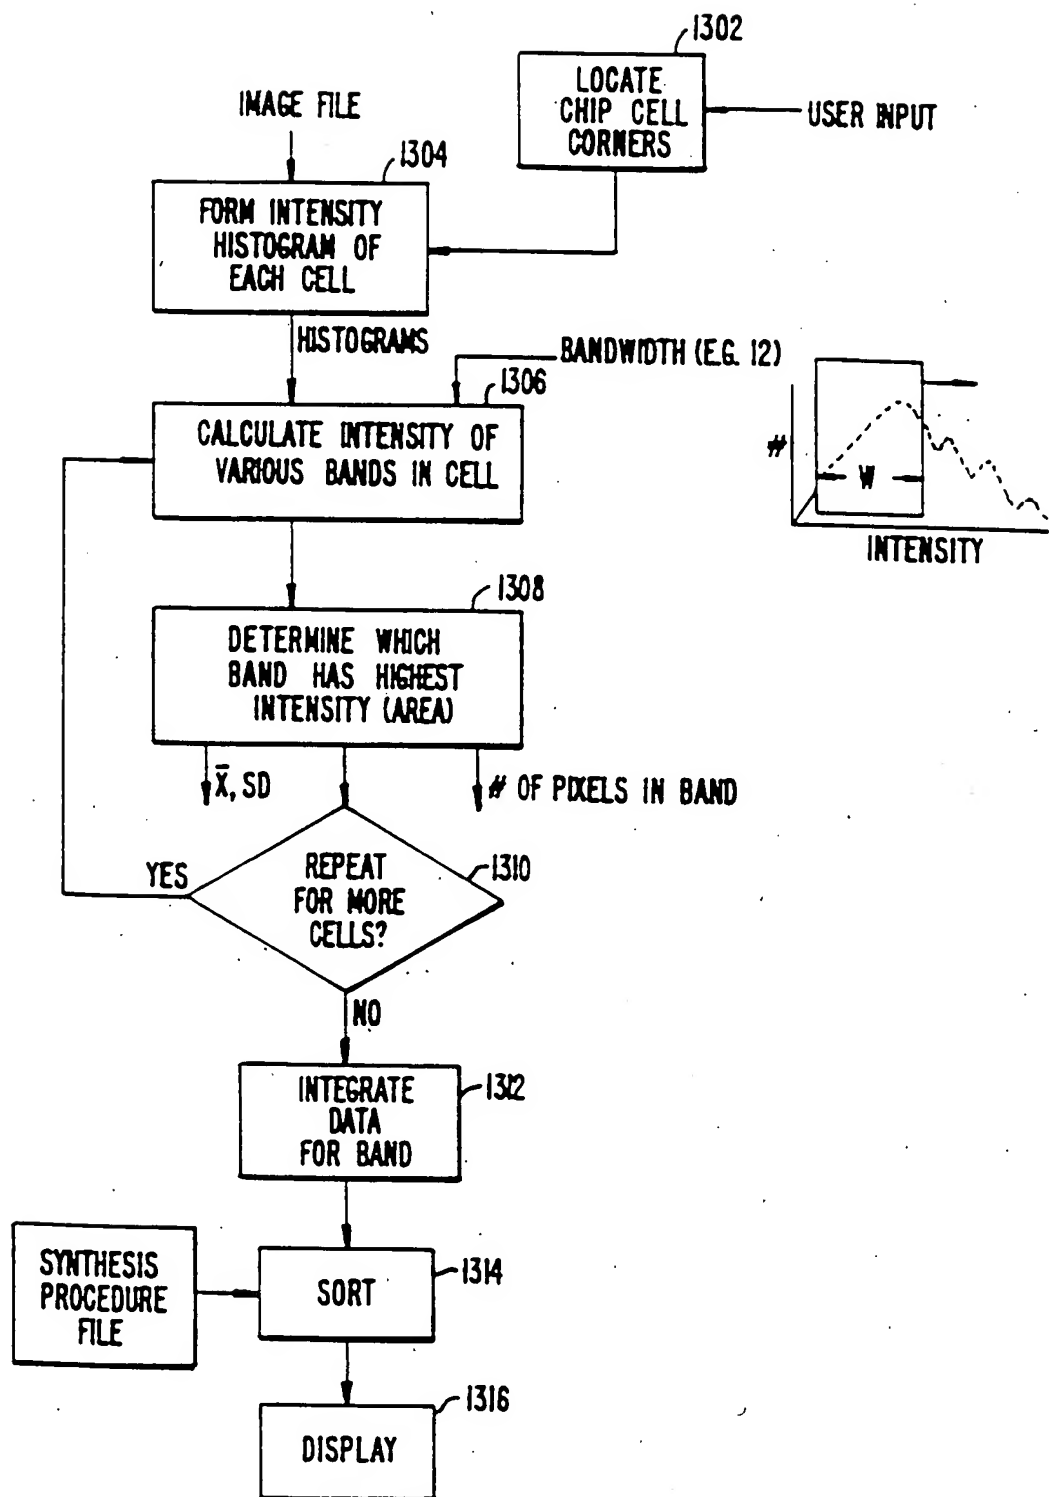 1302
LOCATE
CHIP CELL
CORNERS
USER INPUT
IMAGE FILE
1304
FORM INTENSITY
HISTOGRAM OF
EACH CELL
HISTOGRAMS
BANDWIDTH (E.G. 12)
1306
CALCULATE INTENSITY OF
VARIOUS BANDS IN CELL
#
W
INTENSITY
1308
DETERMINE WHICH
BAND HAS HIGHEST
INTENSITY (AREA)
X̄, SD
# OF PIXELS IN BAND
YES
REPEAT
FOR MORE
CELLS?
1310
NO
INTEGRATE
DATA
FOR BAND
1312
SYNTHESIS
PROCEDURE
FILE
SORT
1314
DISPLAY
1316